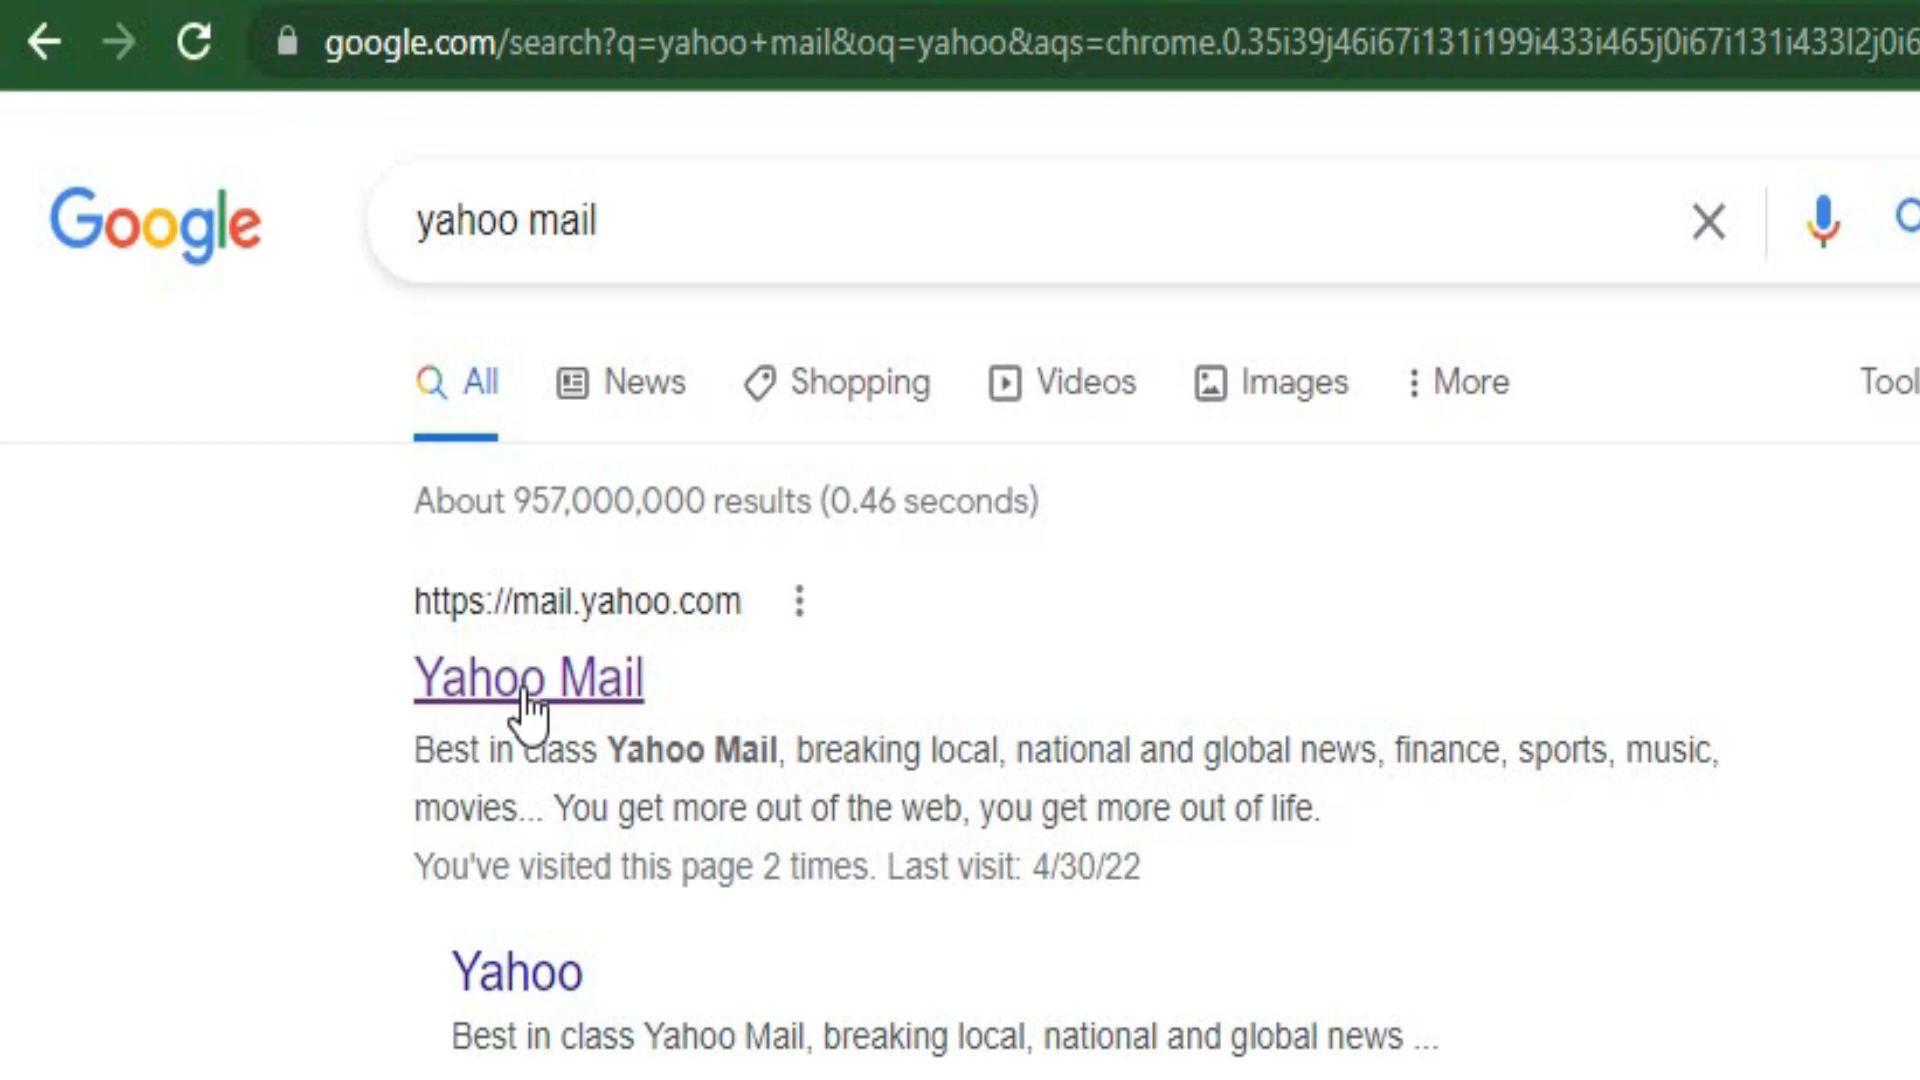 google.com/search?q=yahoo+mail&oq=yahoo&aqs=chrome.0.35i39j46i67i131i199i433i465j0i67i131i433l2j0i6
Google
yahoo mail
All News Shopping Videos Images More Tool
About 957,000,000 results (0.46 seconds)
https://mail.yahoo.com
Yahoo Mail
Best in class Yahoo Mail, breaking local, national and global news, finance, sports, music,
movies... You get more out of the web, you get more out of life.
You've visited this page 2 times. Last visit: 4/30/22
Yahoo
Best in class Yahoo Mail, breaking local, national and global news ...